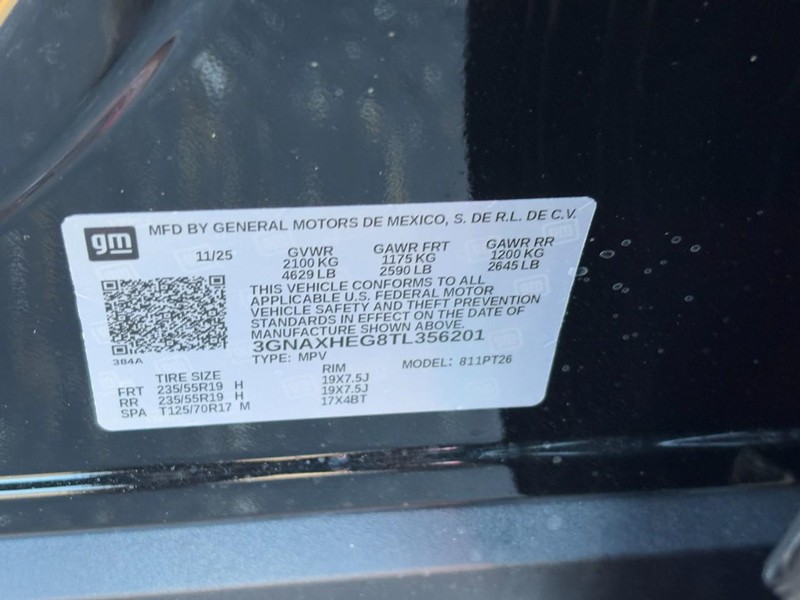 gm MFD BY GENERAL MOTORS DE MEXICO, S. DE R.L. DE C.V.
11/25 GVWR GAWR FRT GAWR RR
2100 KG 1175 KG 1200 KG
4629 LB 2590 LB 2645 LB
THIS VEHICLE CONFORMS TO ALL
APPLICABLE U.S. FEDERAL MOTOR
VEHICLE SAFETY AND THEFT PREVENTION
STANDARDS IN EFFECT ON THE DATE OF
MANUFACTURE SHOWN ABOVE.
3GNAXHEG8TL356201
384A TYPE: MPV MODEL: 811PT26
TIRE SIZE RIM
FRT 235/55R19 H 19X7.5J
RR 235/55R19 H 19X7.5J
SPA T125/70R17 M 17X4BT